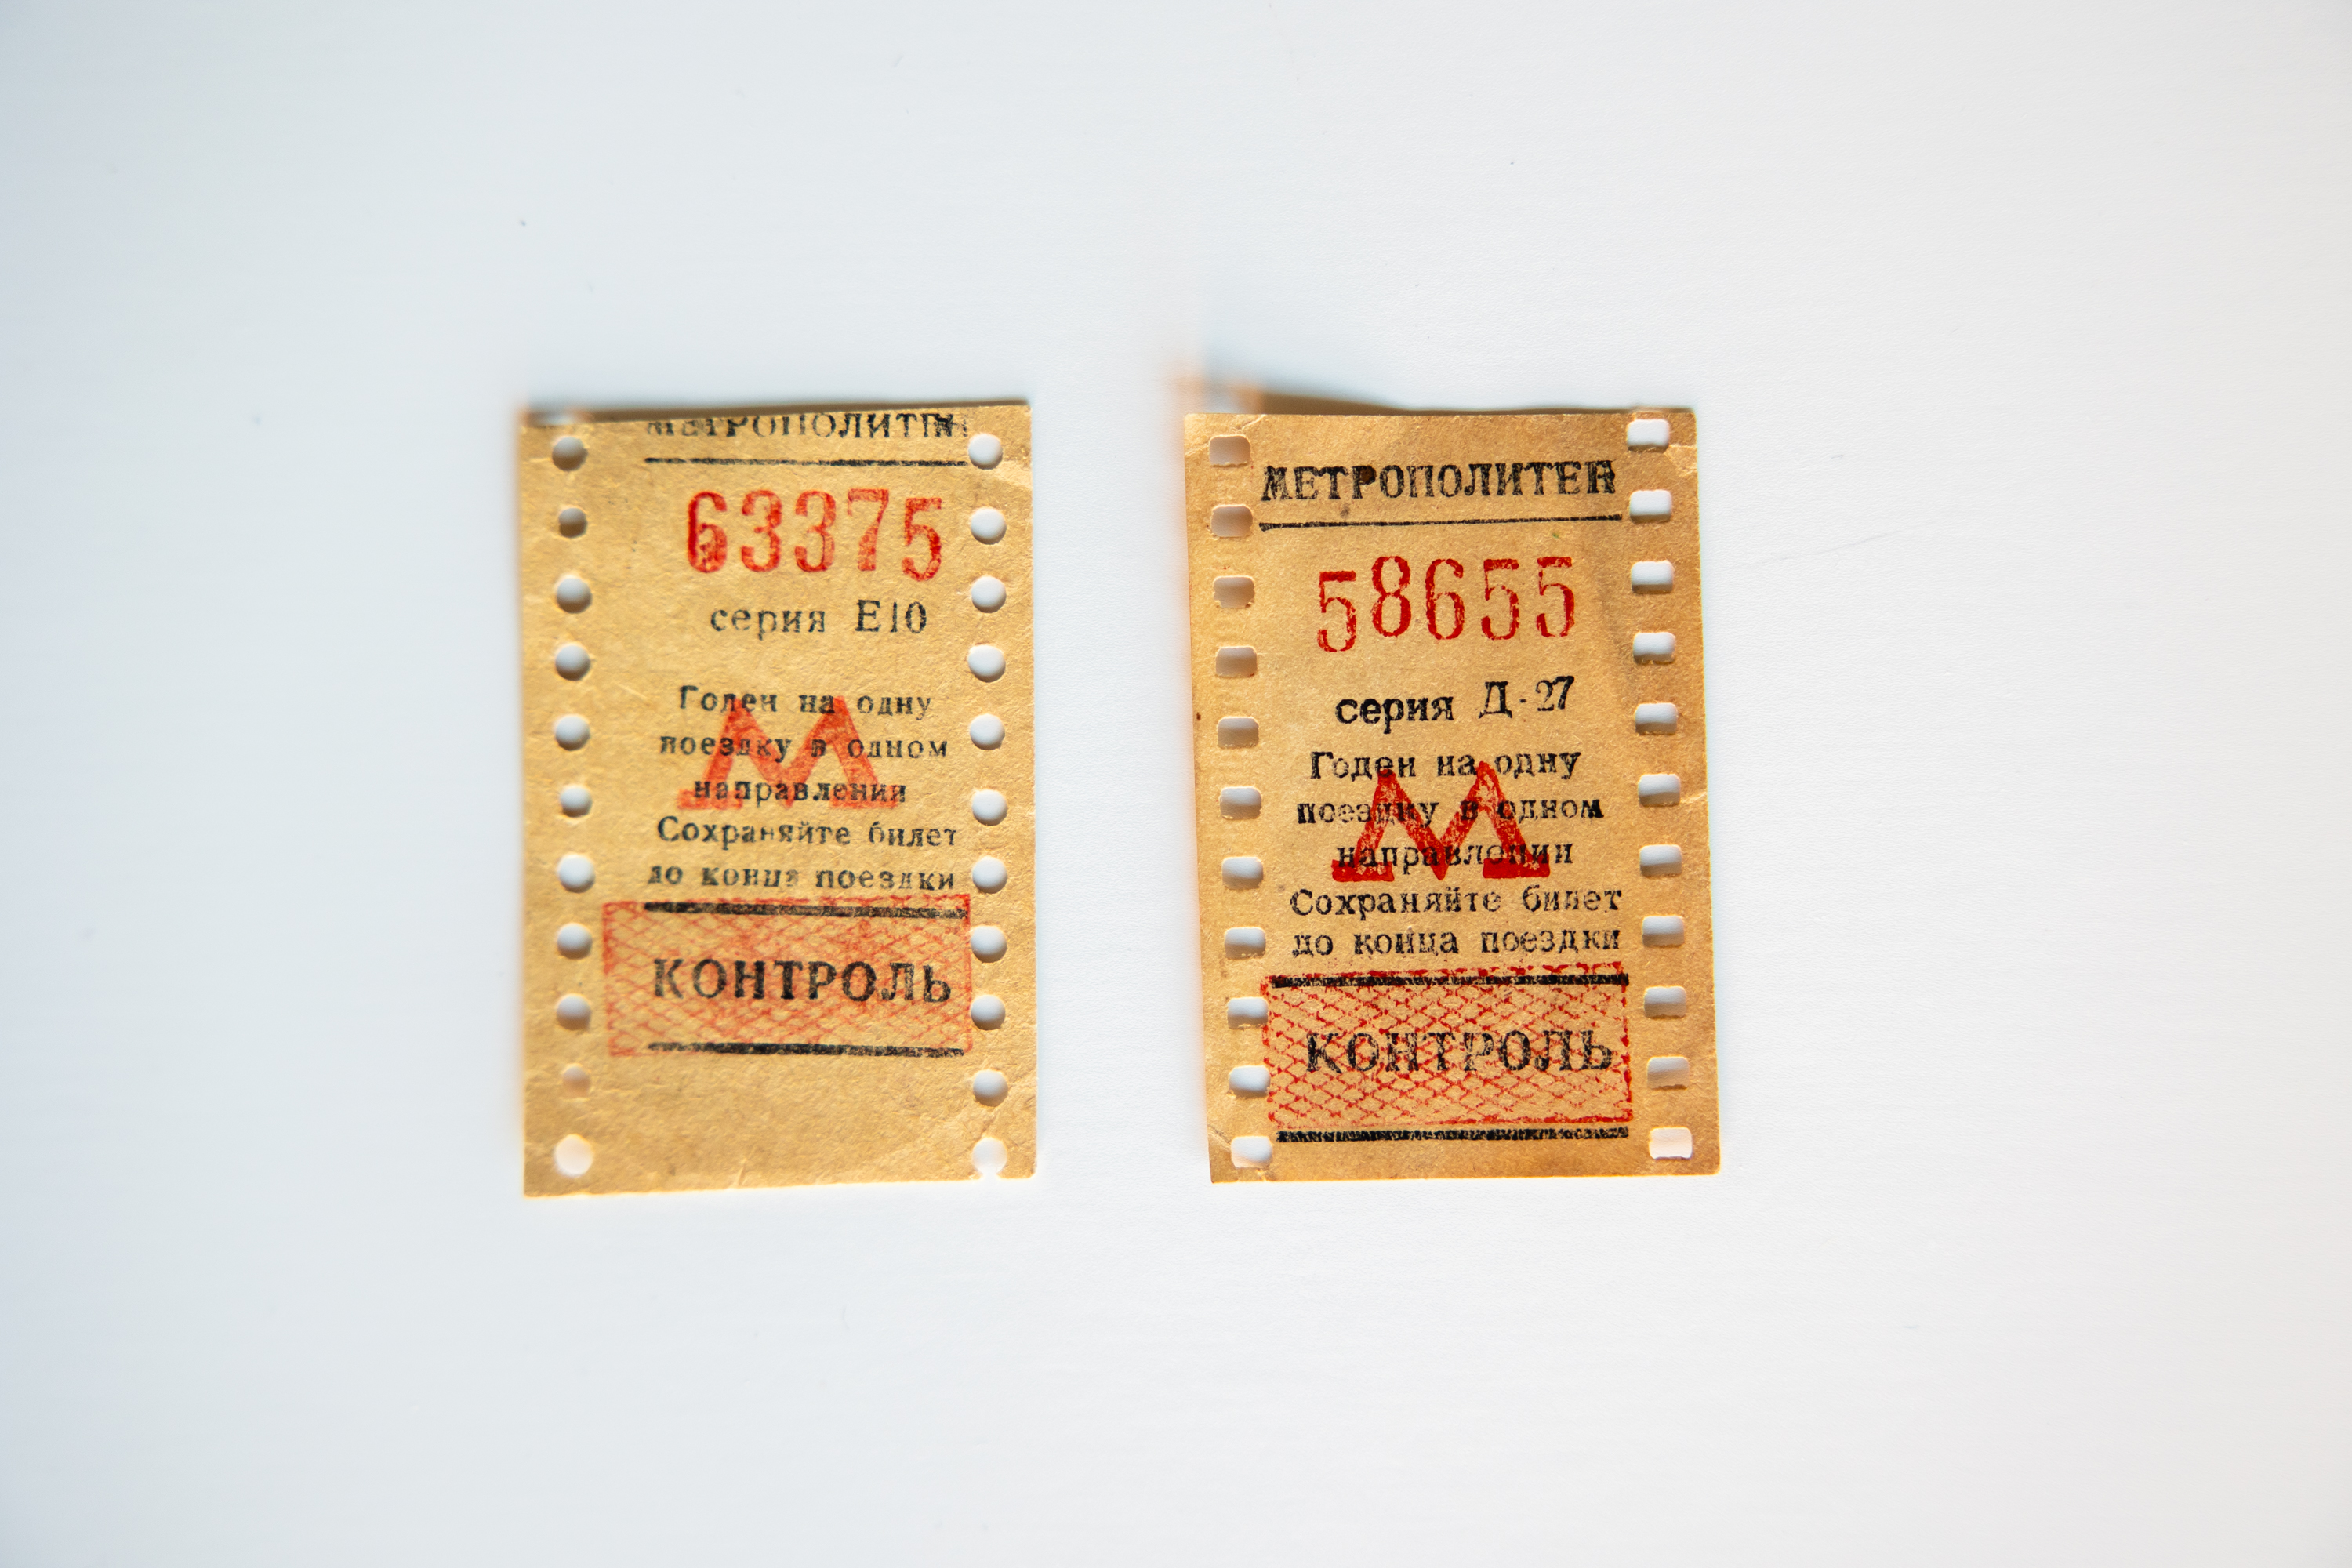 МЕТРОПОЛИТЕН
63375
серия Е10
М
Годен на одну
поездку в одном
направлении
Сохраняйте билет
до конца поездки
КОНТРОЛЬ
МЕТРОПОЛИТЕН
58655
серия Д-27
М
Годен на одну
поездку в одном
направлении
Сохраняйте билет
до конца поездки
КОНТРОЛЬ